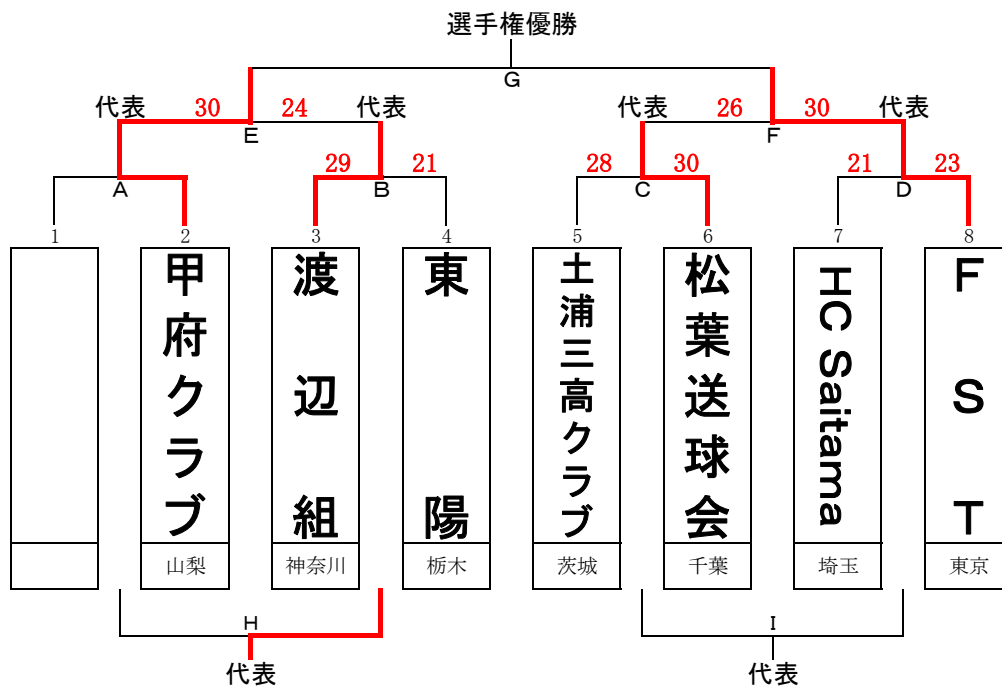 選手権優勝
G
代表 30 24 代表 代表 26 30 代表
E F
29 21 28 30 21 23
A B C D
1 2 3 4 5 6 7 8
甲府クラブ
渡辺組
東陽
土浦三高クラブ
松葉送球会
HC Saitama
FST
山梨 神奈川 栃木 茨城 千葉 埼玉 東京
H I
代表 代表